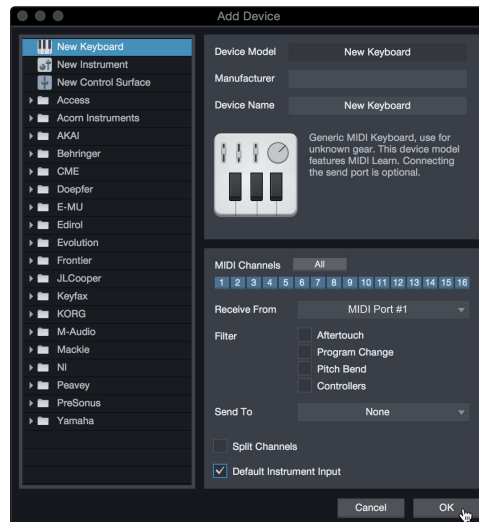 Add Device
New Keyboard
New Instrument
New Control Surface
Access
Acorn Instruments
AKAI
Behringer
CME
Doepfer
E-MU
Edirol
Evolution
Frontier
JLCooper
Keyfax
KORG
M-Audio
Mackie
NI
Peavey
PreSonus
Yamaha
Device Model New Keyboard
Manufacturer
Device Name New Keyboard
Generic MIDI Keyboard, use for
unknown gear. This device model
features MIDI Learn. Connecting
the send port is optional.
MIDI Channels All
1 2 3 4 5 6 7 8 9 10 11 12 13 14 15 16
Receive From MIDI Port #1
Filter Aftertouch
Program Change
Pitch Bend
Controllers
Send To None
Split Channels
Default Instrument Input
Cancel OK